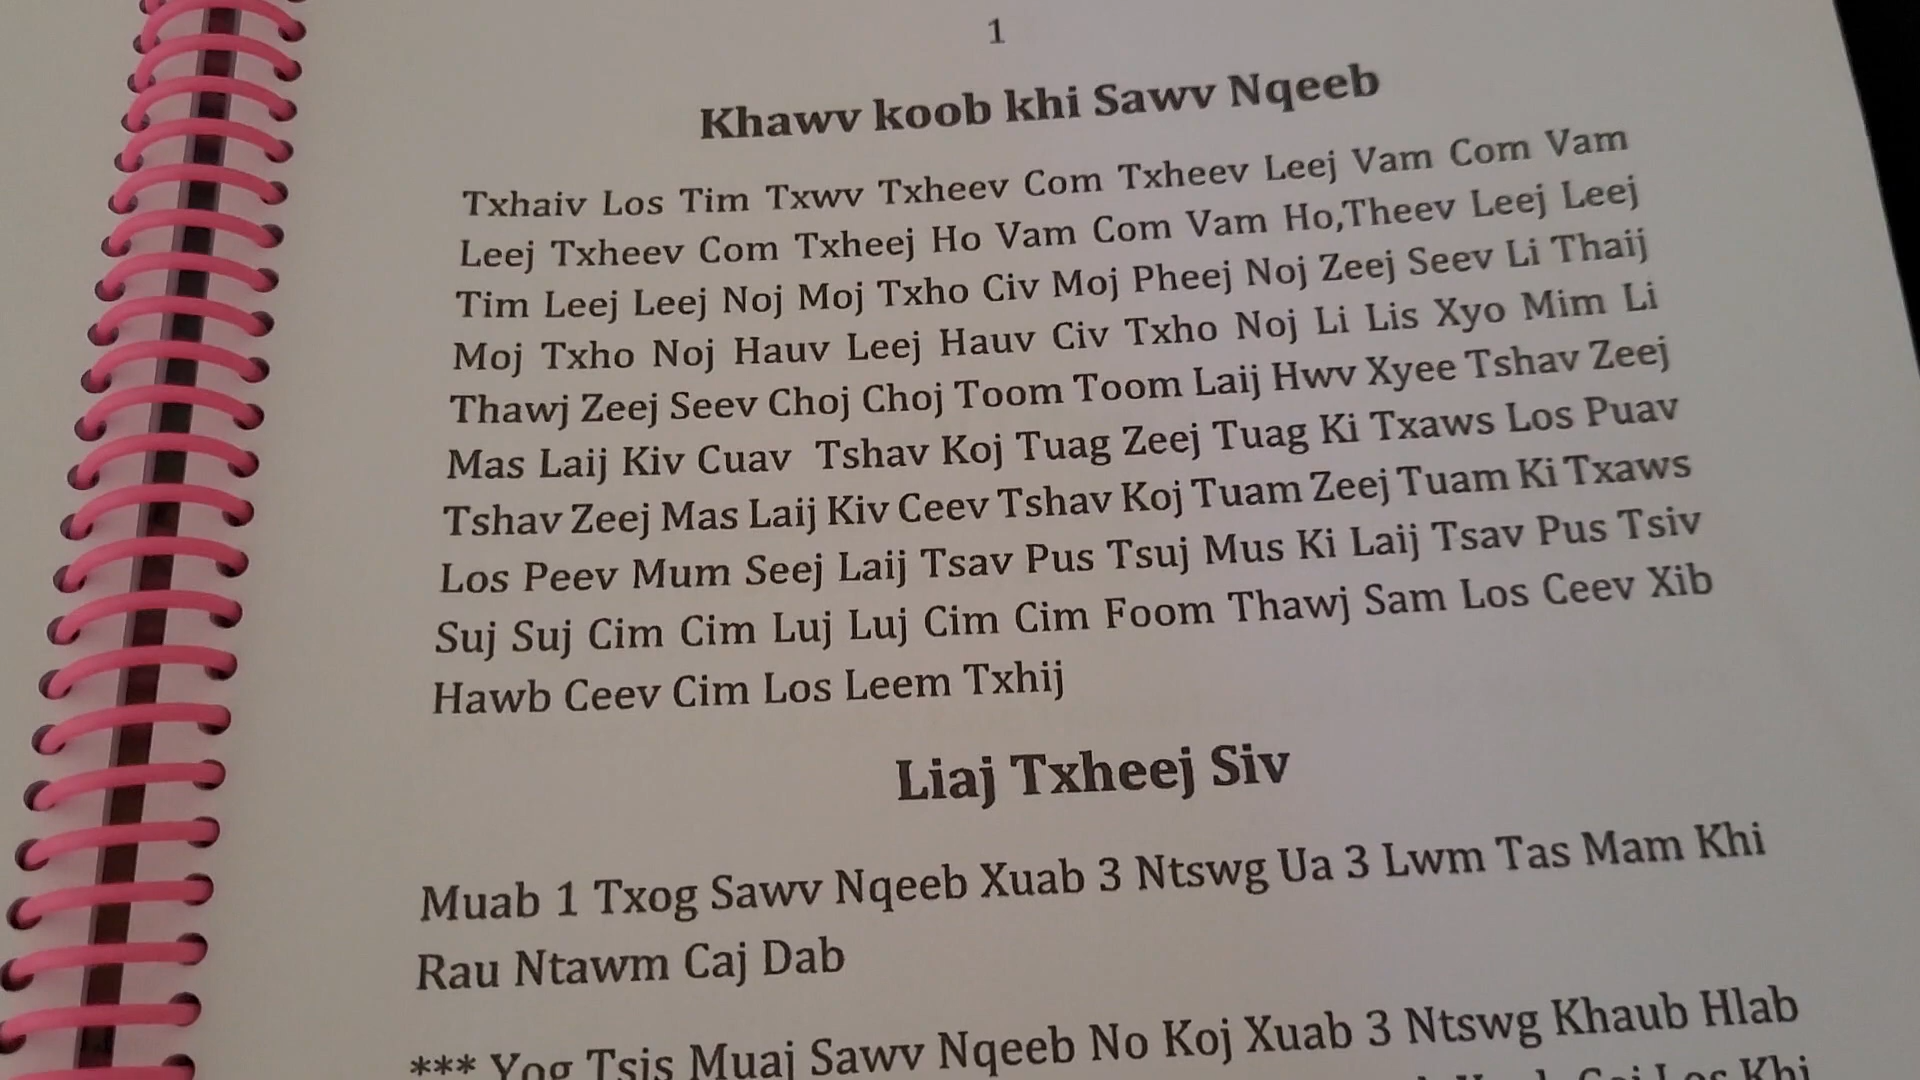 1
Khawv koob khi Sawv Nqeeb
Txhaiv Los Tim Txwv Txheev Com Txheev Leej Vam Com Vam
Leej Txheev Com Txheej Ho Vam Com Vam Ho,Theev Leej Leej
Tim Leej Leej Noj Moj Txho Civ Moj Pheej Noj Zeej Seev Li Thaij
Moj Txho Noj Hauv Leej Hauv Civ Txho Noj Li Lis Xyo Mim Li
Thawj Zeej Seev Choj Choj Toom Toom Laij Hwv Xyee Tshav Zeej
Mas Laij Kiv Cuav Tshav Koj Tuag Zeej Tuag Ki Txaws Los Puav
Tshav Zeej Mas Laij Kiv Ceev Tshav Koj Tuam Zeej Tuam Ki Txaws
Los Peev Mum Seej Laij Tsav Pus Tsuj Mus Ki Laij Tsav Pus Tsiv
Suj Suj Cim Cim Luj Luj Cim Cim Foom Thawj Sam Los Ceev Xib
Hawb Ceev Cim Los Leem Txhij
Liaj Txheej Siv
Muab 1 Txog Sawv Nqeeb Xuab 3 Ntswg Ua 3 Lwm Tas Mam Khi
Rau Ntawm Caj Dab
*** Yog Tsis Muaj Sawv Nqeeb No Koj Xuab 3 Ntswg Khaub Hlab
Los Khi